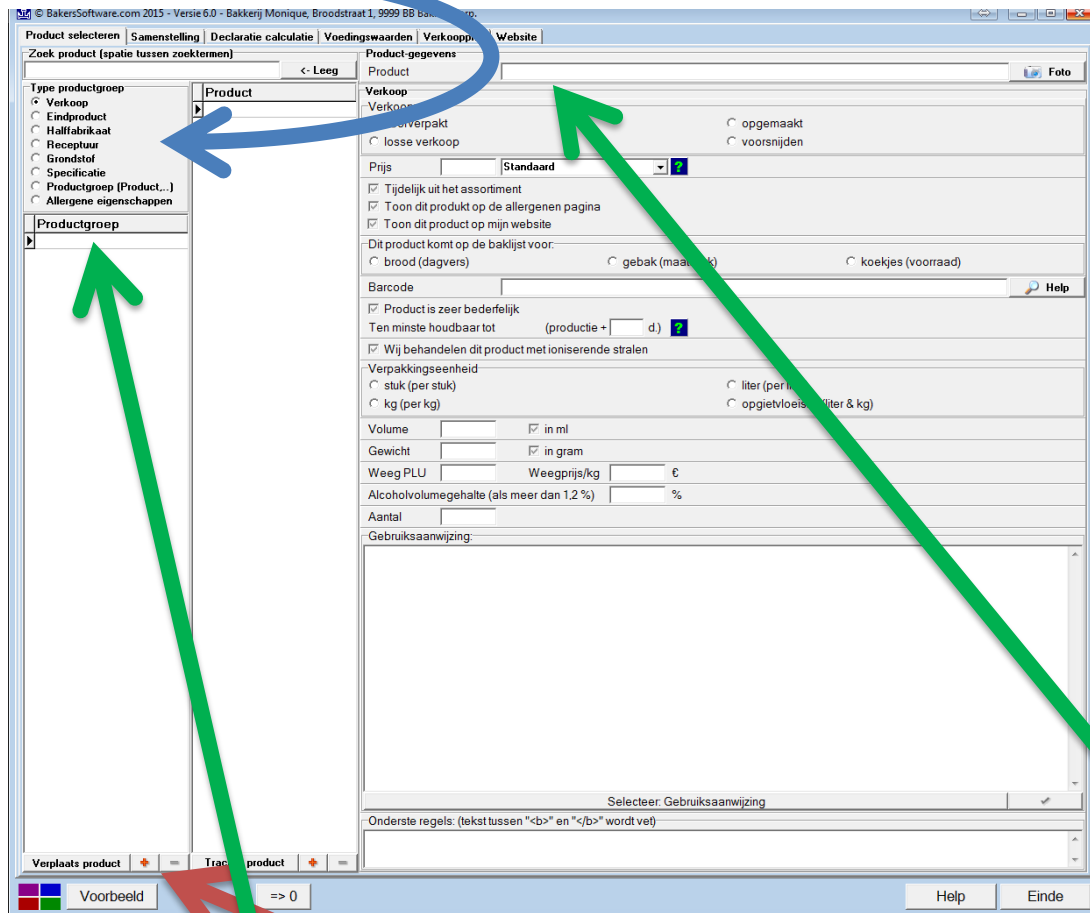 © BakersSoftware.com 2015 - Versie 6.0 - Bakkerij Monique, Broodstraat 1, 9999 BB
Product selecteren Samenstelling Declaratie calculatie Voedingswaarden Website
Zoek product (spatie tussen zoektermen)
<- Leeg
Type productgroep
Verkoop
Eindproduct
Halffabrikaat
Receptuur
Grondstof
Specificatie
Productgroep (Product,..)
Allergene eigenschappen
Productgroep
Product
Verplaats product + -
product + -
Product-gegevens
Product Foto
Verkoop
opgemaakt
losse verkoop voorsnijden
Prijs Standaard ?
Tijdelijk uit het assortiment
Toon dit produkt op de allergenen pagina
Toon dit product op mijn website
Dit product komt op de baklijst voor:
brood (dagvers) gebak koekjes (voorraad)
Barcode Help
Product is zeer bederfelijk
Ten minste houdbaar tot (productie + d.) ?
Wij behandelen dit product met ioniserende stralen
Verpakkingseenheid
stuk (per stuk) liter (per
kg (per kg) (liter & kg)
Volume in ml
Gewicht in gram
Weeg PLU Weegprijs/kg €
Alcoholvolumegehalte (als meer dan 1,2 %) %
Aantal
Gebruiksaanwijzing:
Selecteer: Gebruiksaanwijzing
Onderste regels: (tekst tussen "<b>" en "</b>" wordt vet)
Voorbeeld => 0 Help Einde